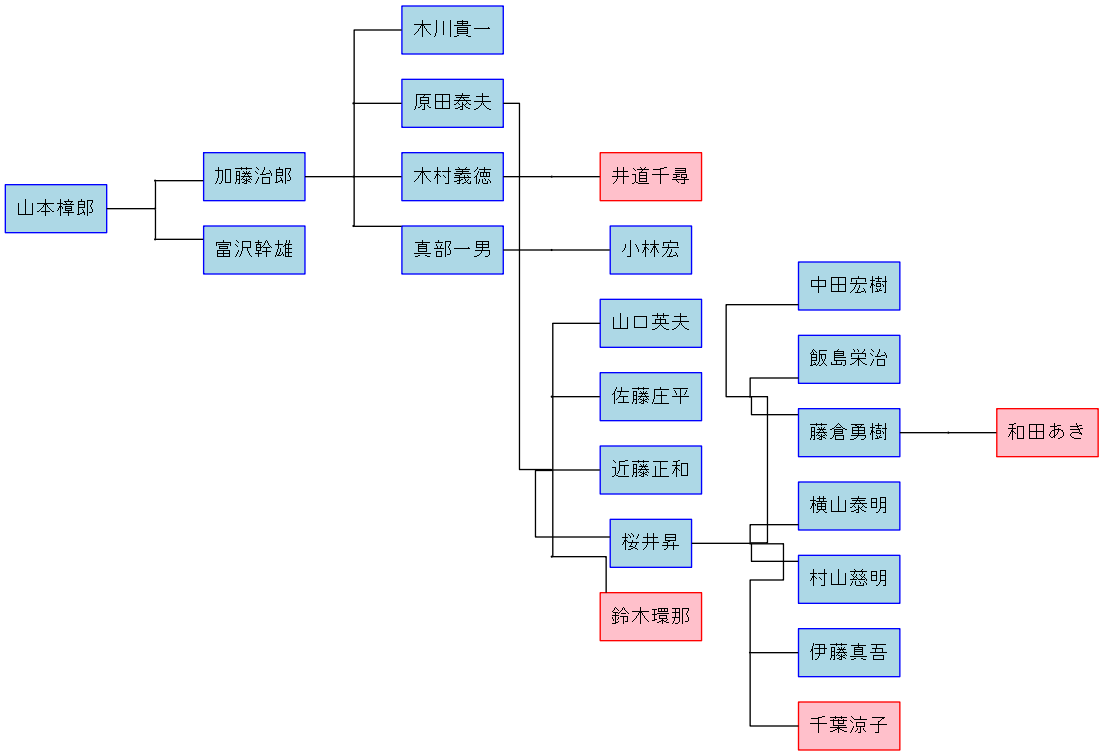 山本樟郎
加藤治郎
富沢幹雄
木川貴一
原田泰夫
木村義徳
真部一男
井道千尋
小林宏
山口英夫
佐藤庄平
近藤正和
桜井昇
鈴木環那
中田宏樹
飯島栄治
藤倉勇樹
横山泰明
村山慈明
伊藤真吾
千葉涼子
和田あき